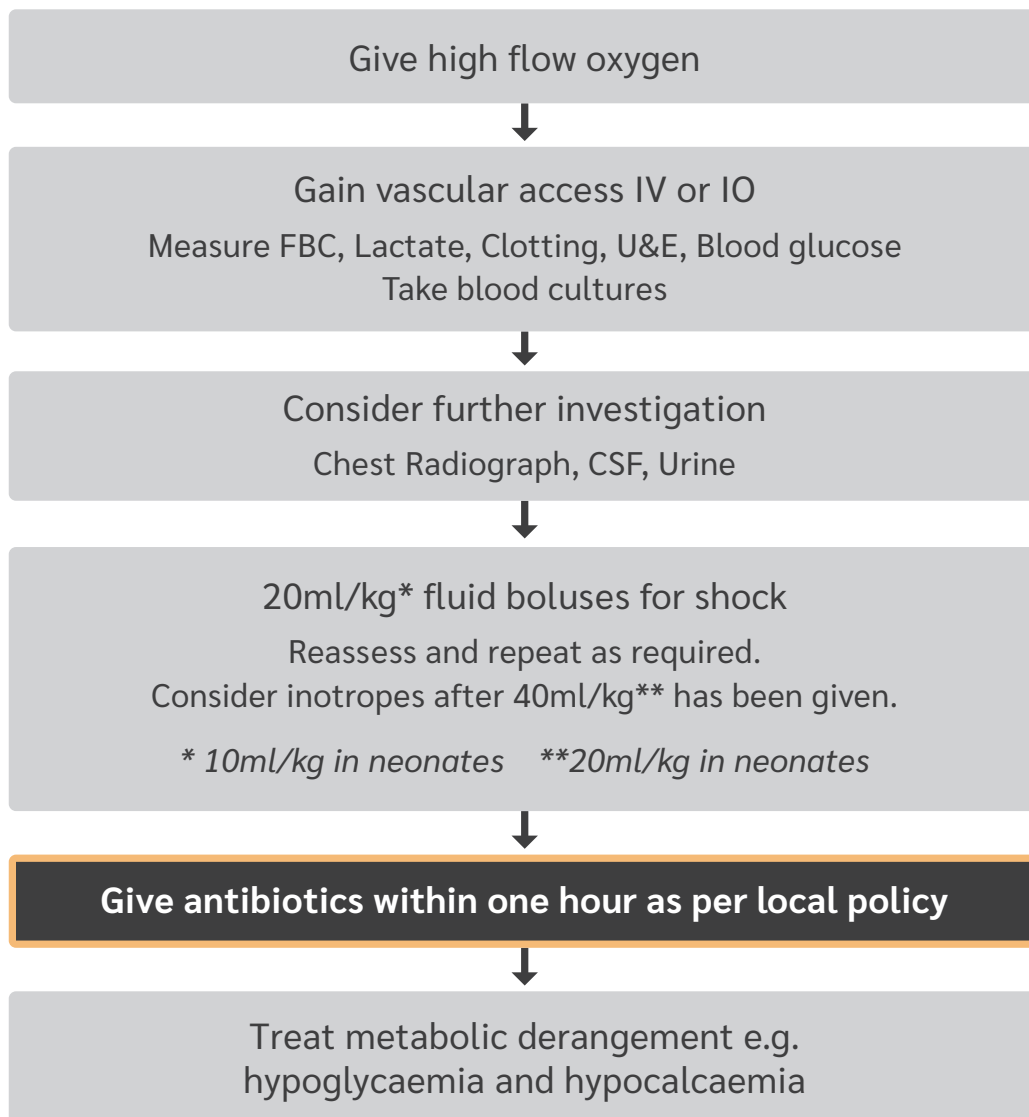 Give high flow oxygen
Gain vascular access IV or IO
Measure FBC, Lactate, Clotting, U&E, Blood glucose
Take blood cultures
Consider further investigation
Chest Radiograph, CSF, Urine
20ml/kg* fluid boluses for shock
Reassess and repeat as required.
Consider inotropes after 40ml/kg** has been given.
* 10ml/kg in neonates **20ml/kg in neonates
Give antibiotics within one hour as per local policy
Treat metabolic derangement e.g.
hypoglycaemia and hypocalcaemia